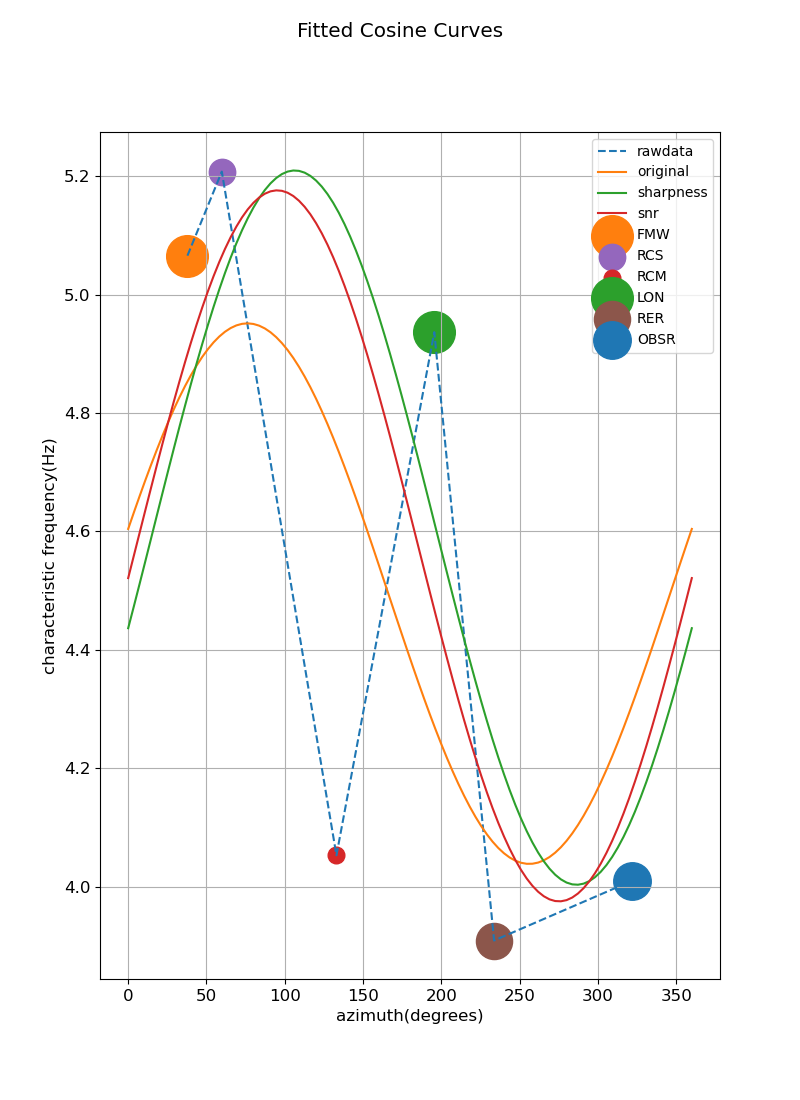 Fitted Cosine Curves
rawdata
original
sharpness
snr
FMW
RCS
RCM
LON
RER
OBSR
characteristic frequency(Hz)
5.2
5.0
4.8
4.6
4.4
4.2
4.0
0 50 100 150 200 250 300 350
azimuth(degrees)